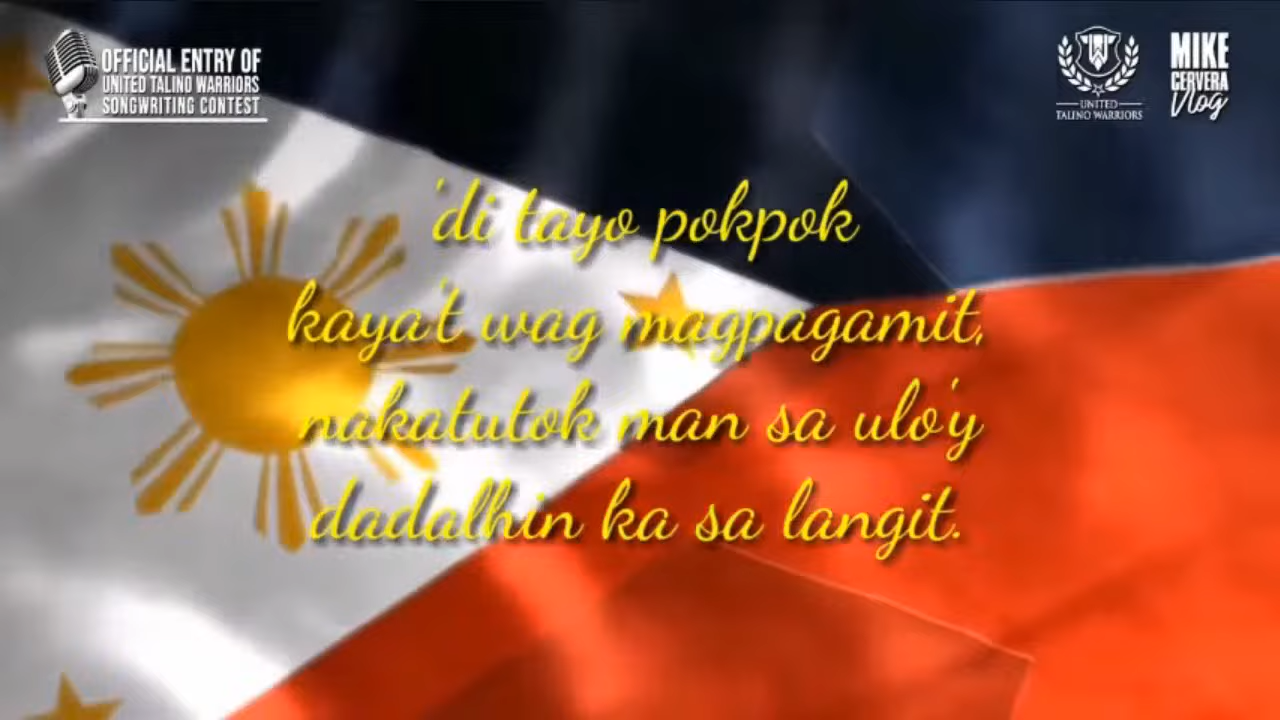 OFFICIAL ENTRY OF
UNITED TALINO WARRIORS
SONGWRITING CONTEST
UNITED
TALINO WARRIORS
MIKE
CERVERA
Vlog
'di tayo pokpok
kaya't wag magpagamit,
nakatutok man sa ulo'y
dadalhin ka sa langit.